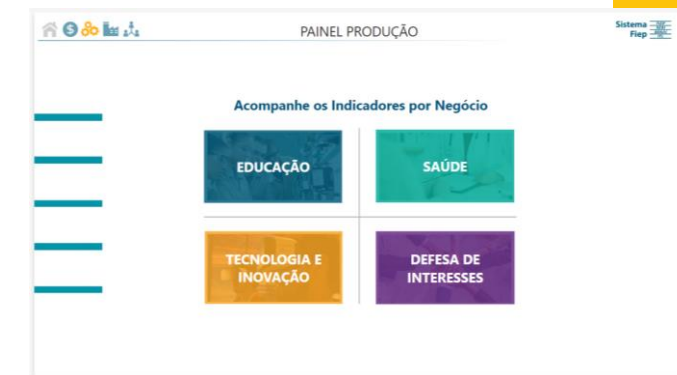 PAINEL PRODUÇÃO
Sistema
Fiep
Acompanhe os Indicadores por Negócio
EDUCAÇÃO
SAÚDE
TECNOLOGIA E
INOVAÇÃO
DEFESA DE
INTERESSES